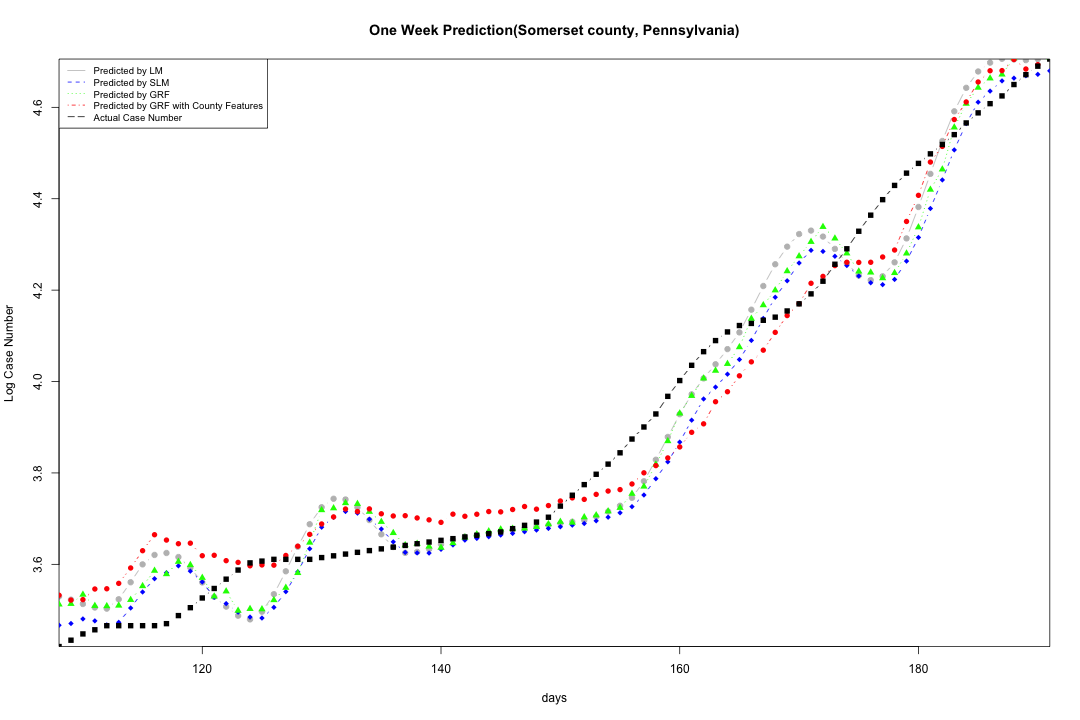 One Week Prediction(Somerset county, Pennsylvania)
Predicted by LM
Predicted by SLM
Predicted by GRF
Predicted by GRF with County Features
Actual Case Number
Log Case Number
4.6
4.4
4.2
4.0
3.8
3.6
120 140 160 180
days